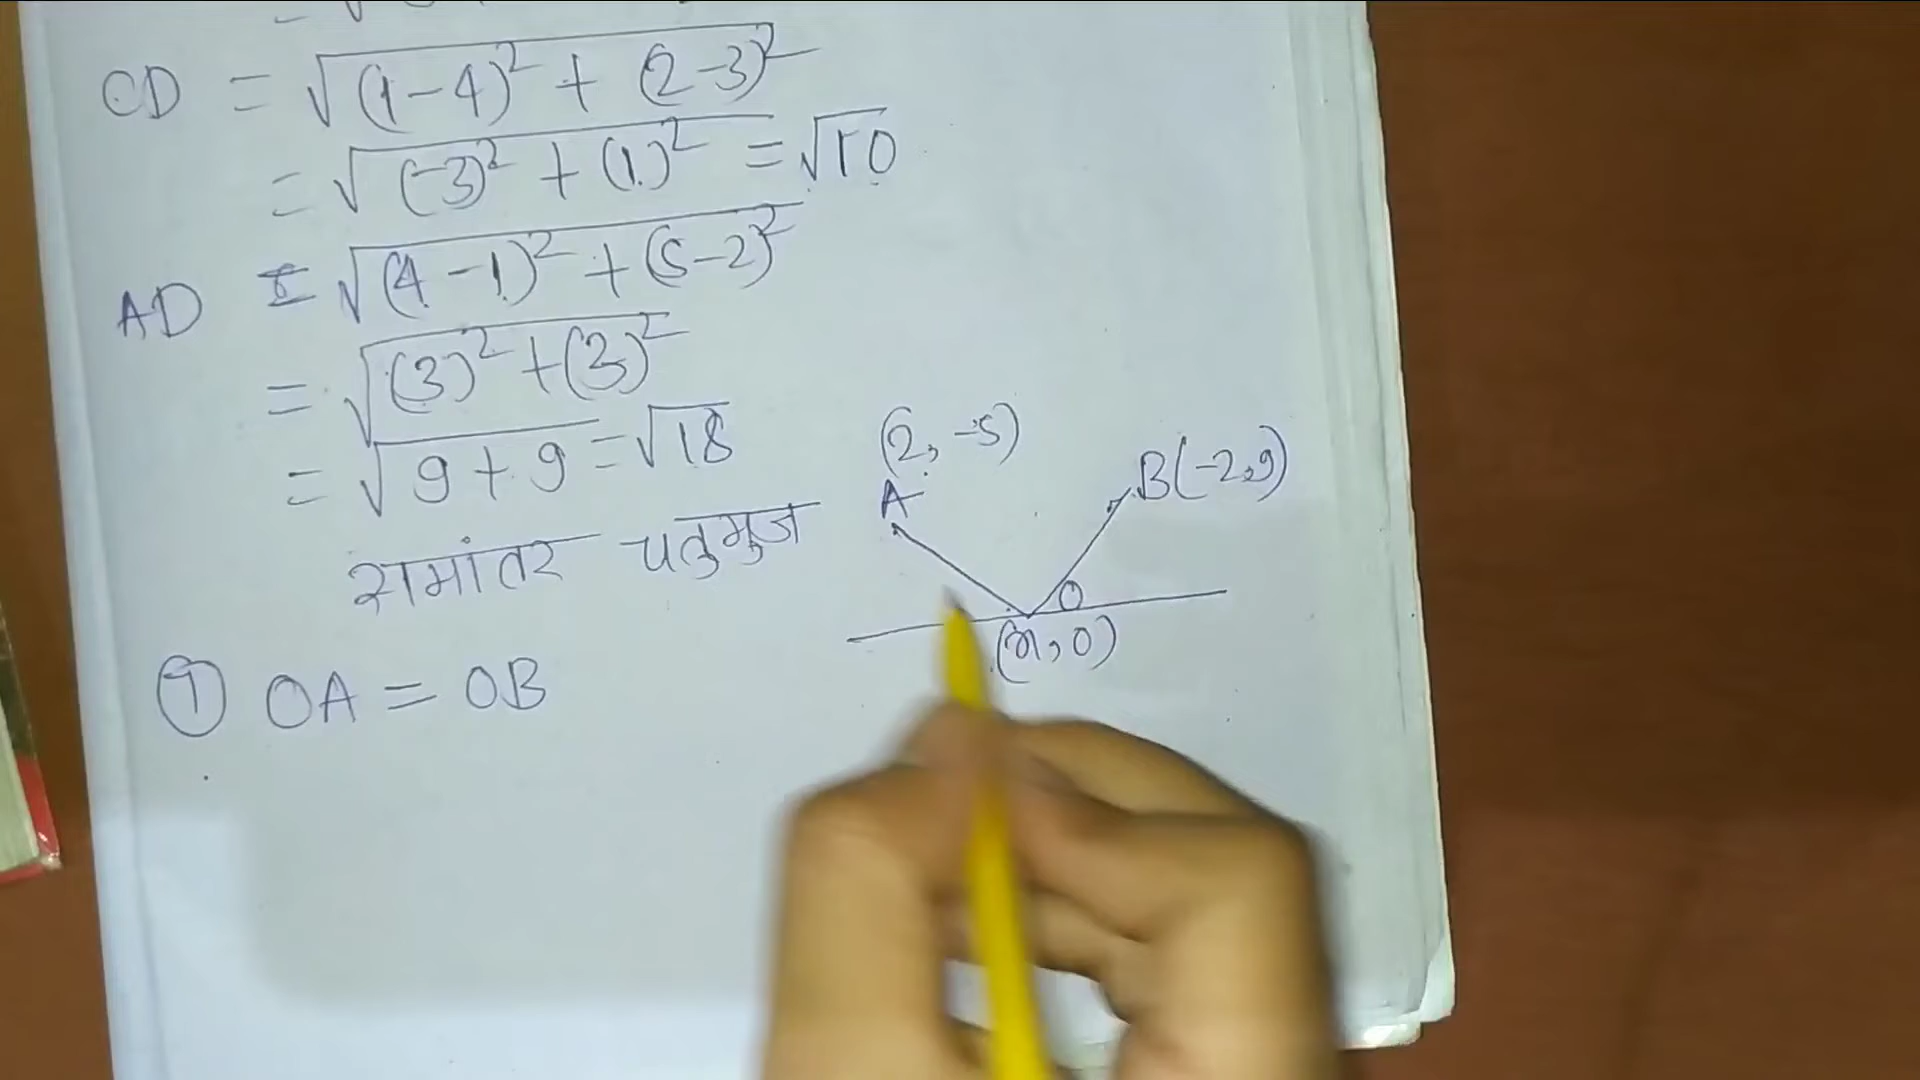 CD = √(1-4)² + (2-3)²
= √(-3)² + (1)² = √10
AD = √(4-1)² + (5-2)²
= √(3)² + (3)²
= √9+9 = √18
समांतर चतुर्मुज
(2, -5)
A
B(-2,9)
O
(x, 0)
⑦ OA = OB